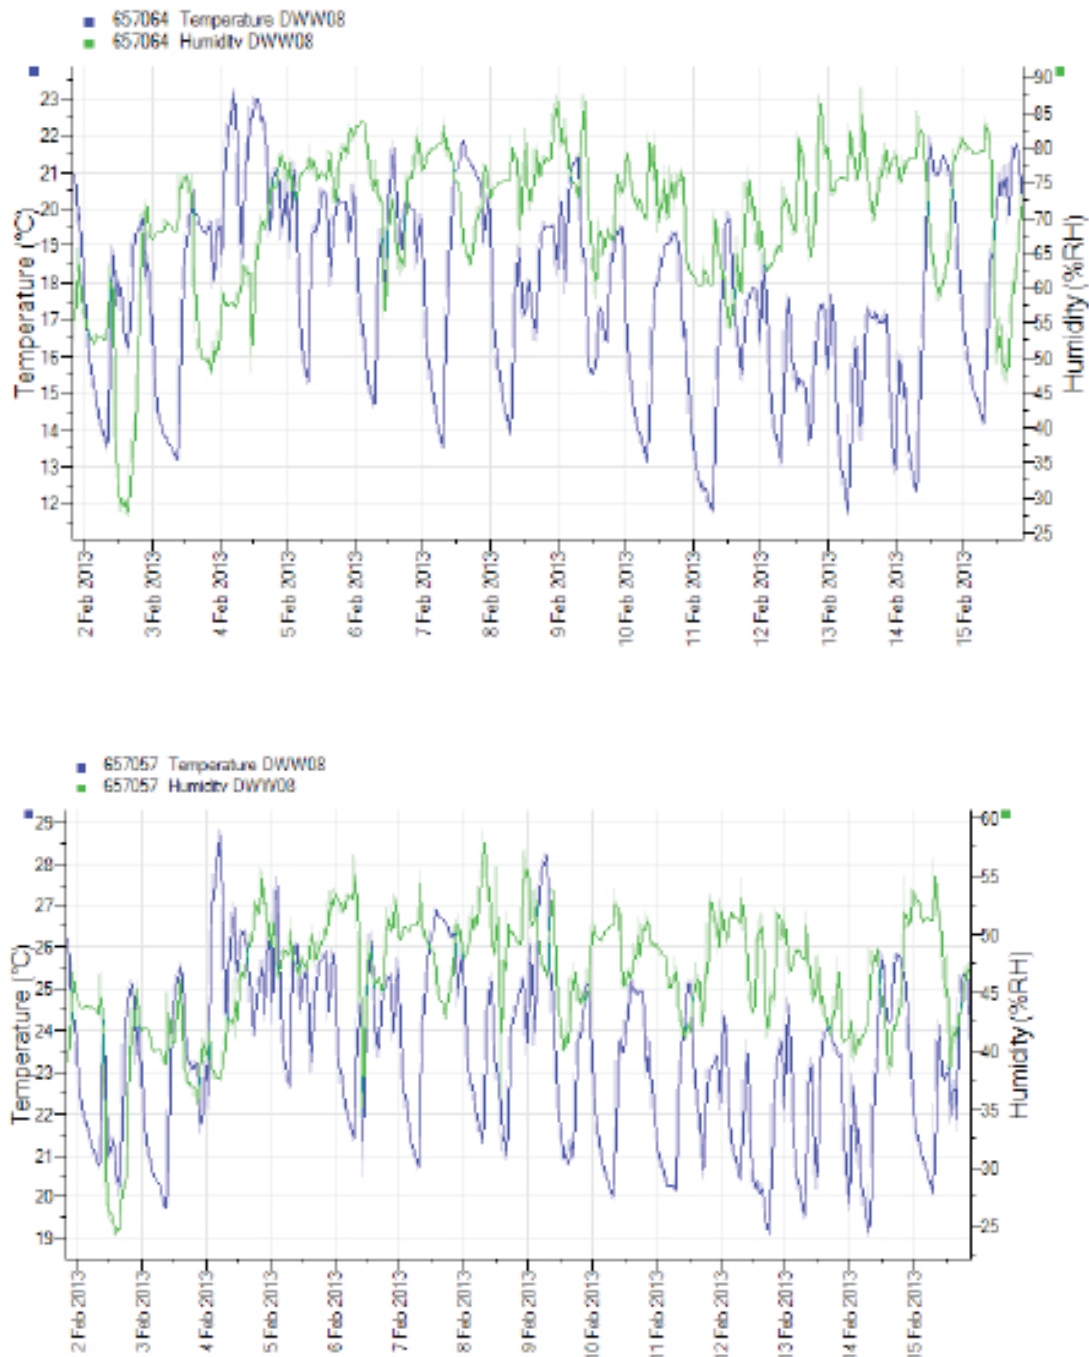 657064 Temperature DWW08
657064 Humidity DWW08
Temperature (°C)
23
22
21
20
19
18
17
16
15
14
13
12
90
85
80
75
70
65
60
55
50
45
40
35
30
25
Humidity (%RH)
2 Feb 2013
3 Feb 2013
4 Feb 2013
5 Feb 2013
6 Feb 2013
7 Feb 2013
8 Feb 2013
9 Feb 2013
10 Feb 2013
11 Feb 2013
12 Feb 2013
13 Feb 2013
14 Feb 2013
15 Feb 2013
657057 Temperature DWW08
657057 Humidity DWW08
Temperature (°C)
29
28
27
26
25
24
23
22
21
20
19
60
55
50
45
40
35
30
25
Humidity (%RH)
2 Feb 2013
3 Feb 2013
4 Feb 2013
5 Feb 2013
6 Feb 2013
7 Feb 2013
8 Feb 2013
9 Feb 2013
10 Feb 2013
11 Feb 2013
12 Feb 2013
13 Feb 2013
14 Feb 2013
15 Feb 2013